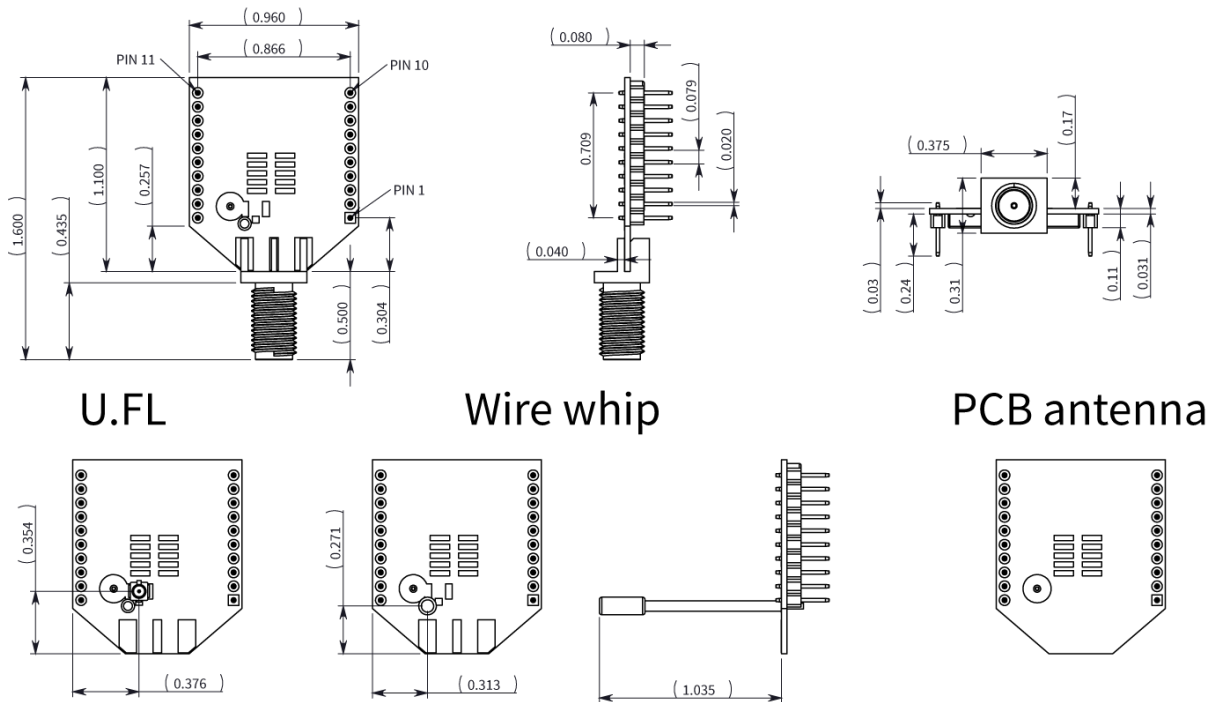 ( 0.960 )
( 0.866 )
PIN 11
PIN 10
( 1.600 )
( 0.435 )
( 1.100 )
( 0.257 )
PIN 1
( 0.500 )
( 0.304 )
( 0.080 )
0.709
( 0.079 )
( 0.020 )
( 0.040 )
( 0.375 )
( 0.17 )
( 0.03 )
( 0.24 )
( 0.31 )
( 0.11 )
( 0.031 )
U.FL
Wire whip
PCB antenna
( 0.354 )
( 0.376 )
( 0.271 )
( 0.313 )
( 1.035 )